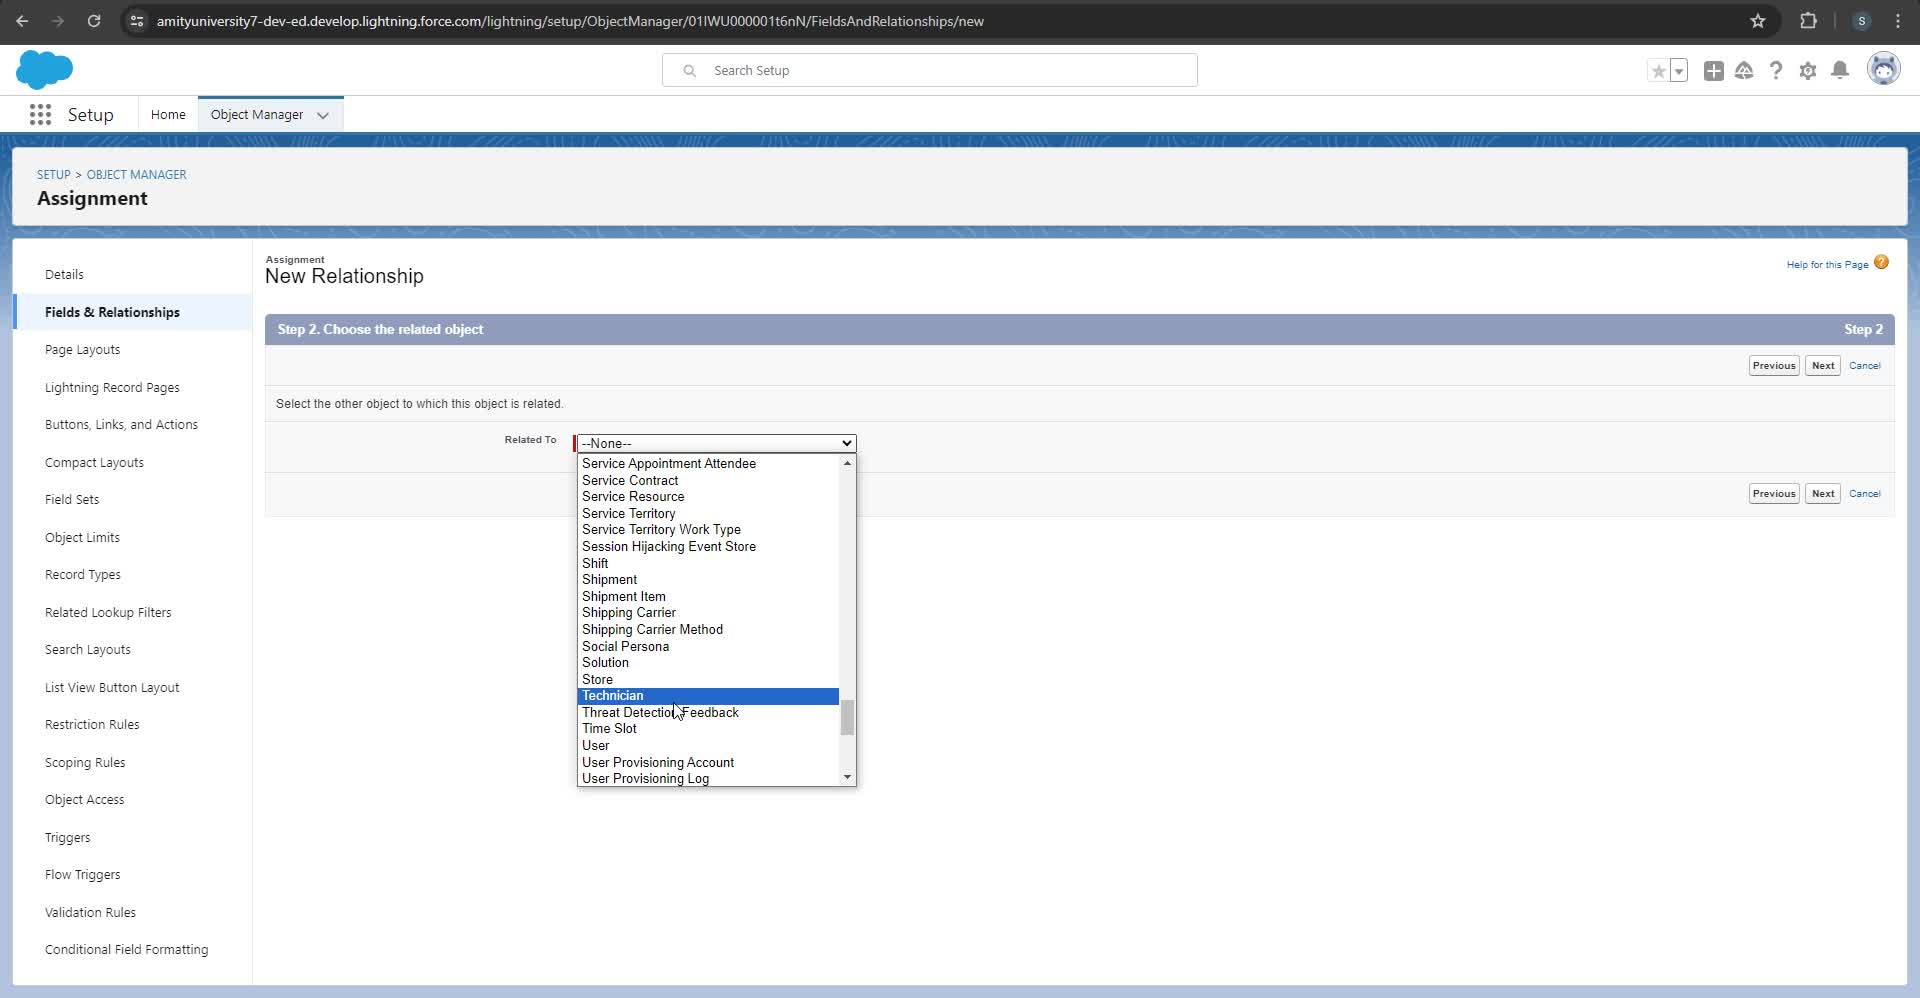 amityuniversity7-dev-ed.develop.lightning.force.com/lightning/setup/ObjectManager/01IWU000001t6nN/FieldsAndRelationships/new
S
Search Setup
Setup
Home
Object Manager
SETUP > OBJECT MANAGER
Assignment
Details
Fields & Relationships
Page Layouts
Lightning Record Pages
Buttons, Links, and Actions
Compact Layouts
Field Sets
Object Limits
Record Types
Related Lookup Filters
Search Layouts
List View Button Layout
Restriction Rules
Scoping Rules
Object Access
Triggers
Flow Triggers
Validation Rules
Conditional Field Formatting
Assignment
New Relationship
Help for this Page ?
Step 2. Choose the related object
Step 2
Previous Next Cancel
Select the other object to which this object is related.
Related To
--None--
Service Appointment Attendee
Service Contract
Service Resource
Service Territory
Service Territory Work Type
Session Hijacking Event Store
Shift
Shipment
Shipment Item
Shipping Carrier
Shipping Carrier Method
Social Persona
Solution
Store
Technician
Threat Detection Feedback
Time Slot
User
User Provisioning Account
User Provisioning Log
Previous Next Cancel